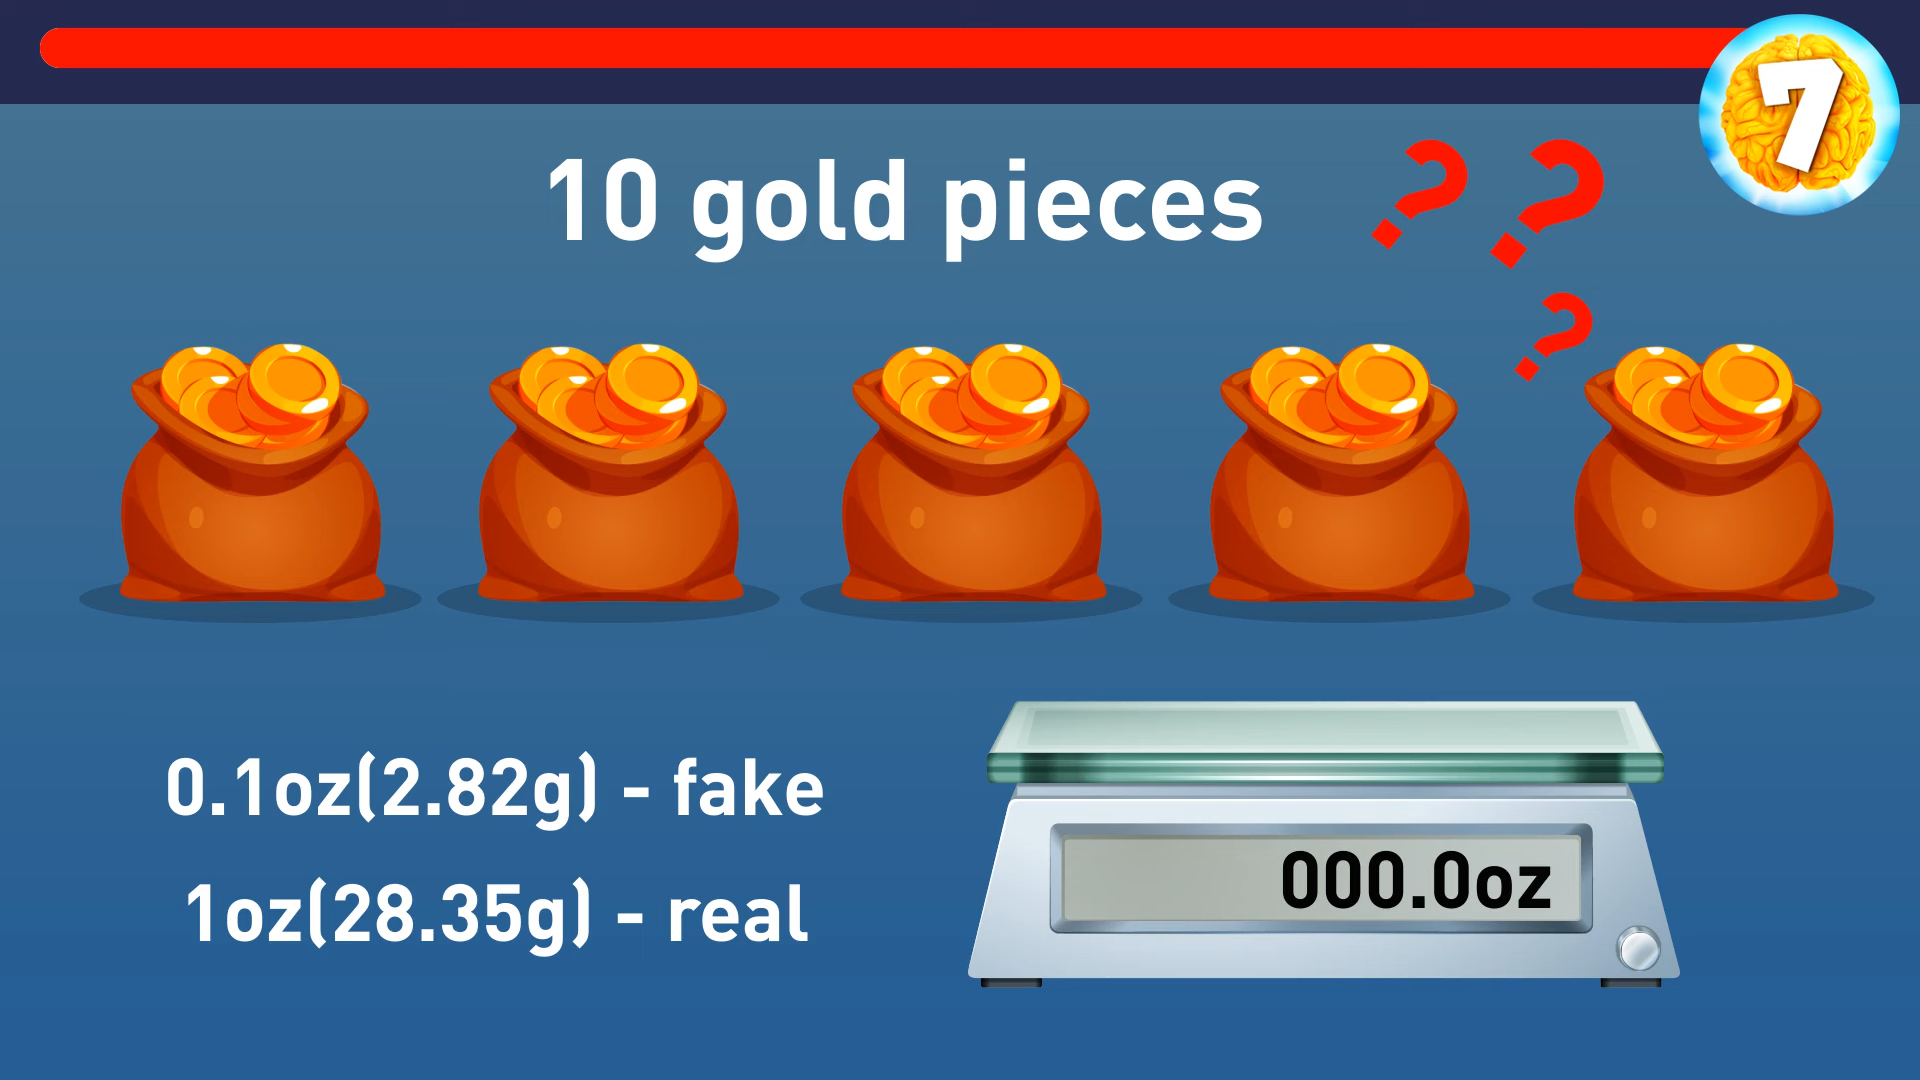 7
10 gold pieces
? ?
?
0.1oz(2.82g) - fake
1oz(28.35g) - real
000.0oz